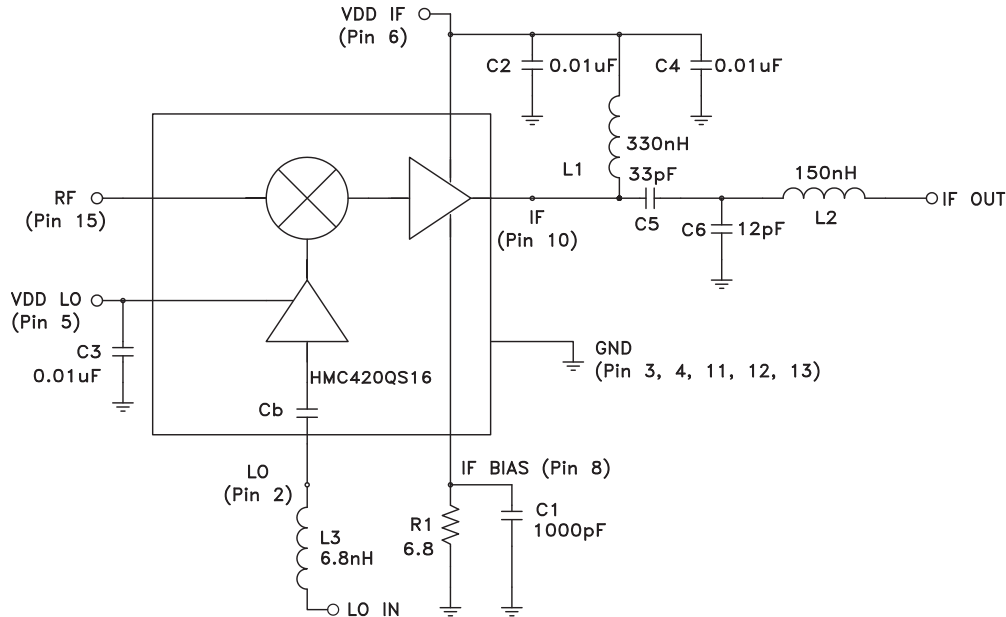 VDD IF
(Pin 6)
C2
0.01uF
C4
0.01uF
330nH
L1
33pF
150nH
RF
(Pin 15)
IF
(Pin 10)
C5
C6
12pF
L2
IF OUT
VDD LO
(Pin 5)
C3
0.01uF
GND
(Pin 3, 4, 11, 12, 13)
HMC420QS16
Cb
LO
(Pin 2)
IF BIAS (Pin 8)
R1
6.8
C1
1000pF
L3
6.8nH
LO IN